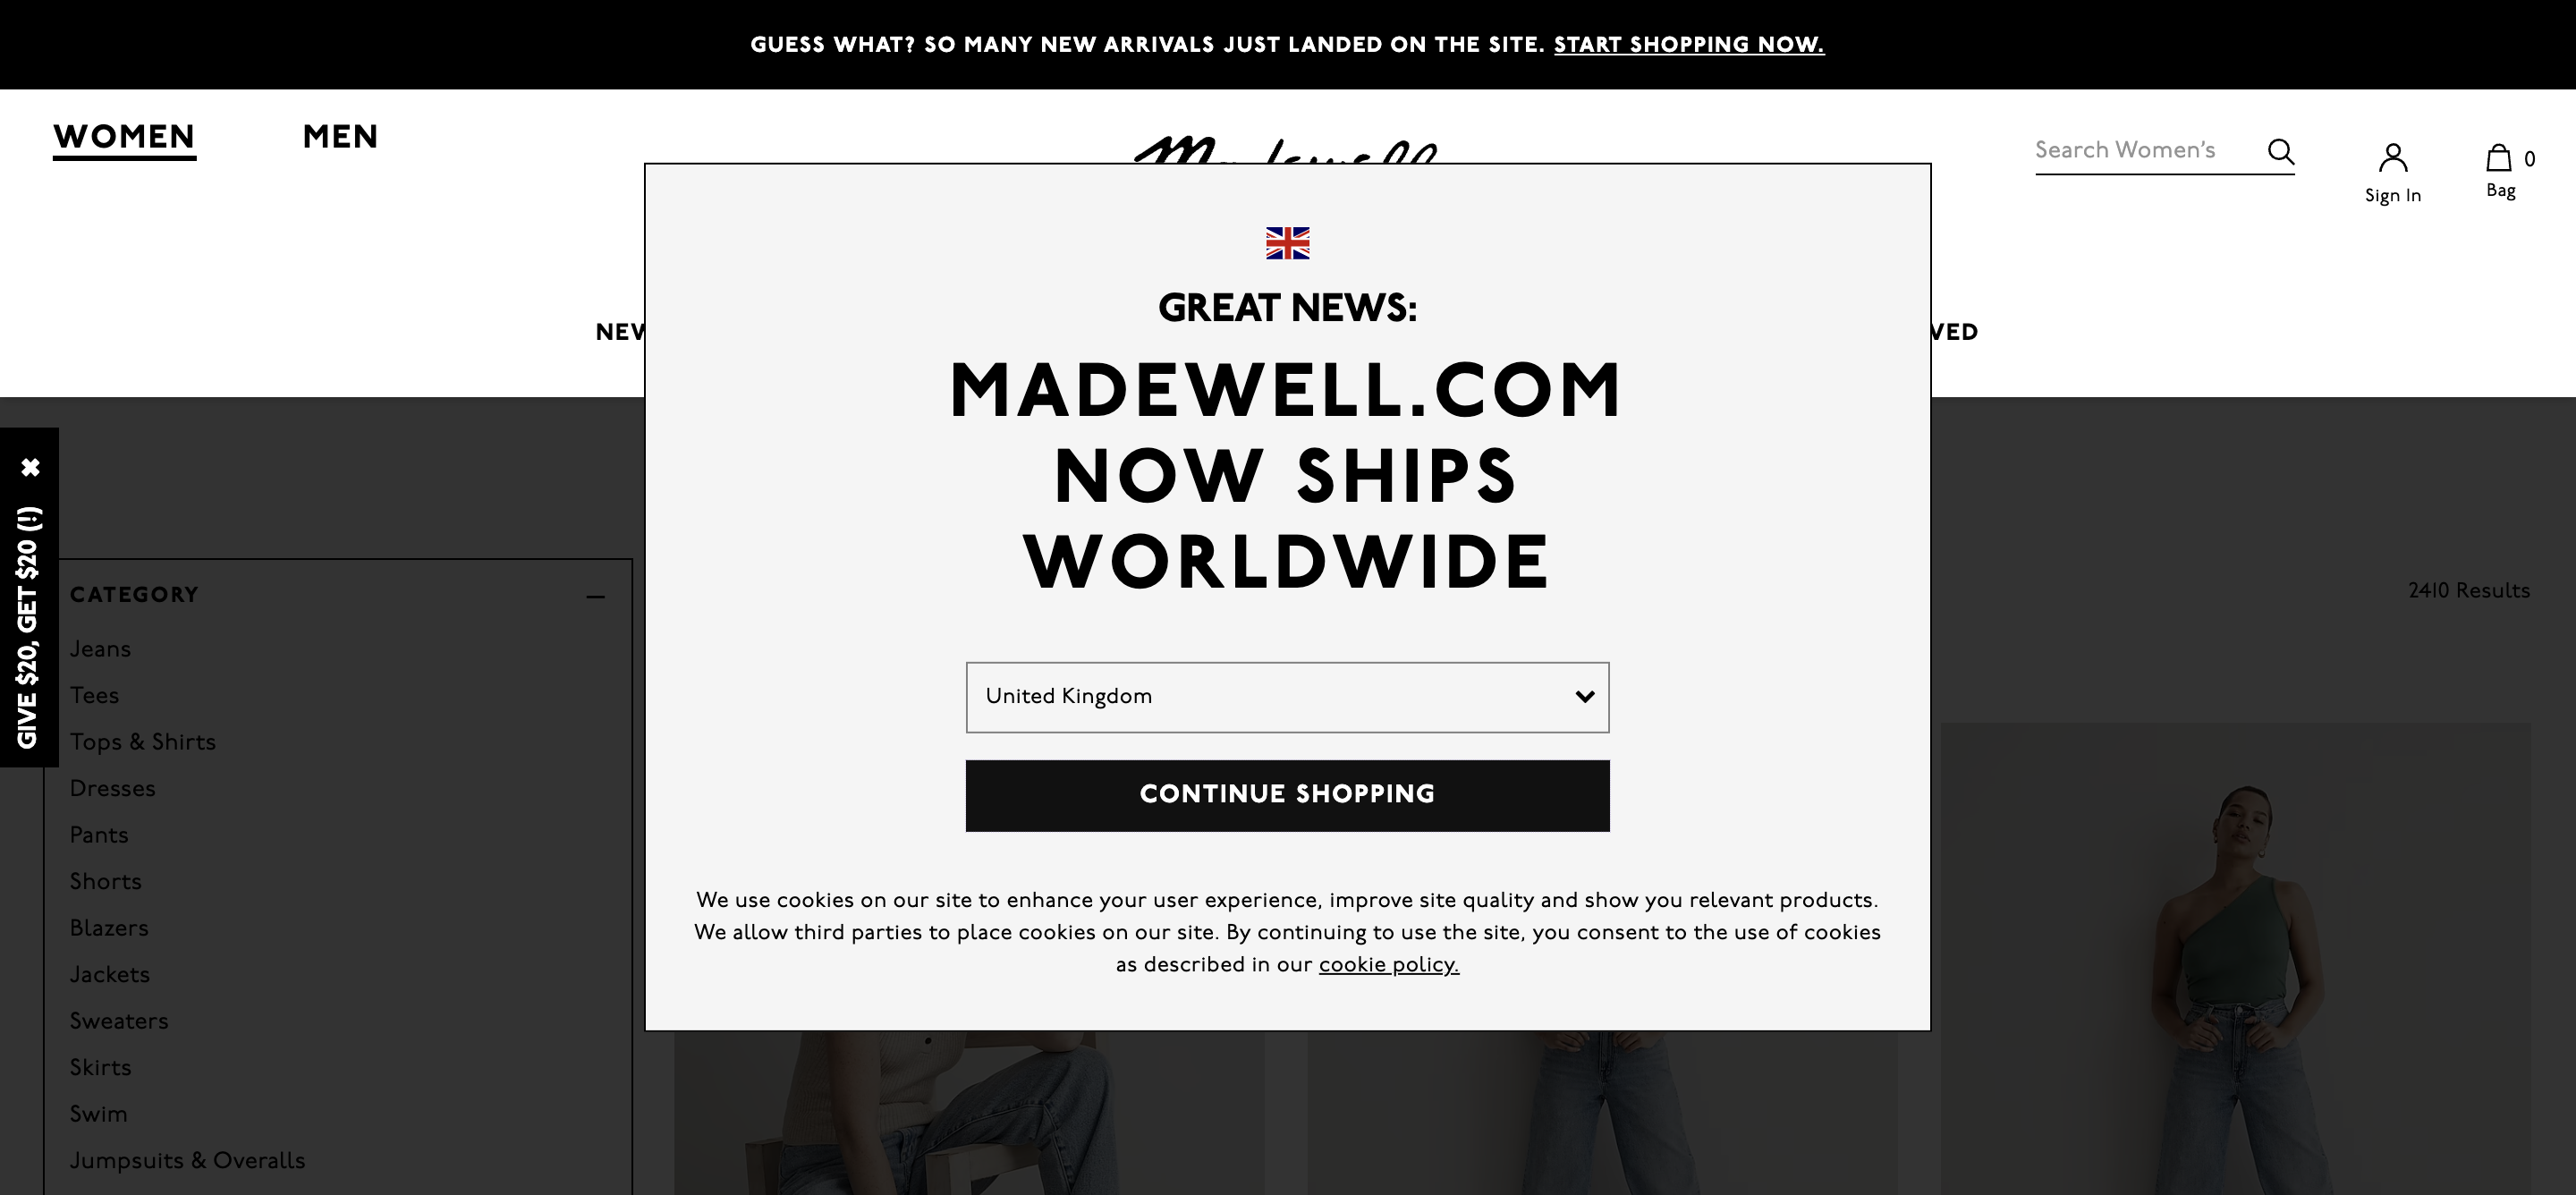 GUESS WHAT? SO MANY NEW ARRIVALS JUST LANDED ON THE SITE. START SHOPPING NOW.
WOMEN
MEN
Search Women's
Sign In
0
Bag
GREAT NEWS:
MADEWELL.COM
NOW SHIPS
WORLDWIDE
United Kingdom
CONTINUE SHOPPING
We use cookies on our site to enhance your user experience, improve site quality and show you relevant products.
We allow third parties to place cookies on our site. By continuing to use the site, you consent to the use of cookies
as described in our cookie policy.
GIVE $20, GET $20 (!)
CATEGORY
Jeans
Tees
Tops & Shirts
Dresses
Pants
Shorts
Blazers
Jackets
Sweaters
Skirts
Swim
Jumpsuits & Overalls
2410 Results